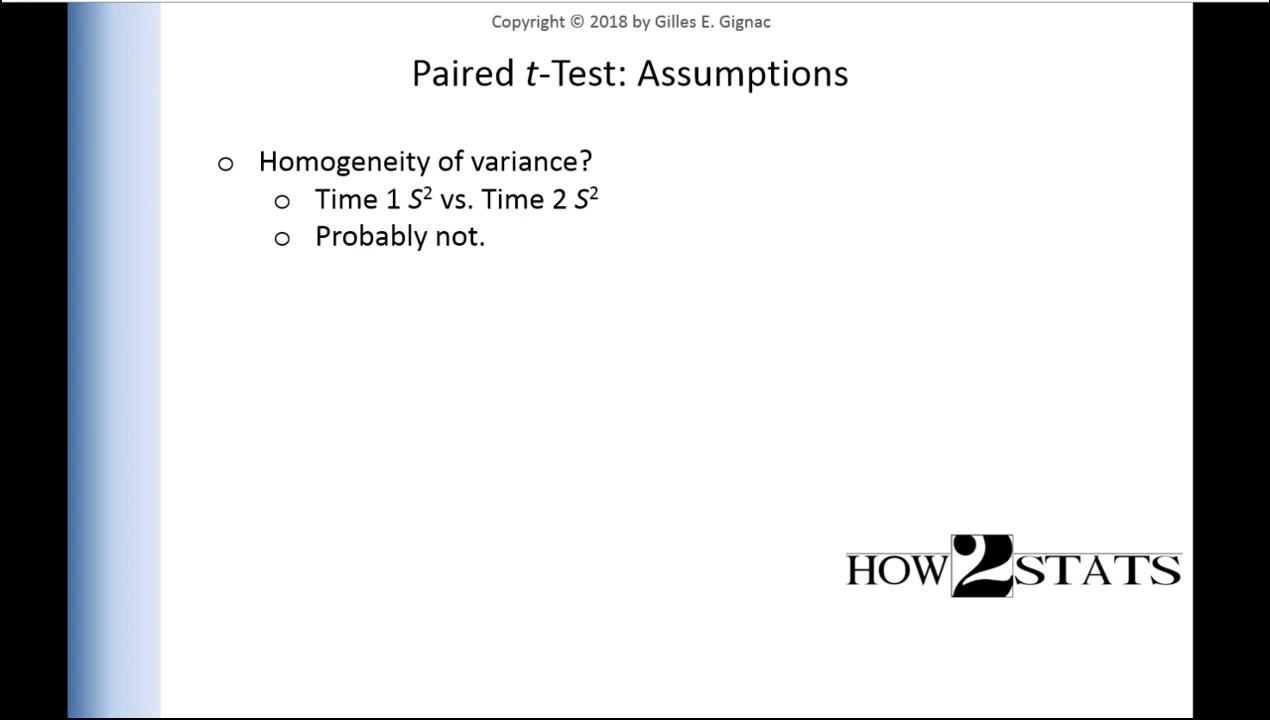 Copyright © 2018 by Gilles E. Gignac
Paired t-Test: Assumptions
o Homogeneity of variance?
o Time 1 S² vs. Time 2 S²
o Probably not.
HOW2STATS